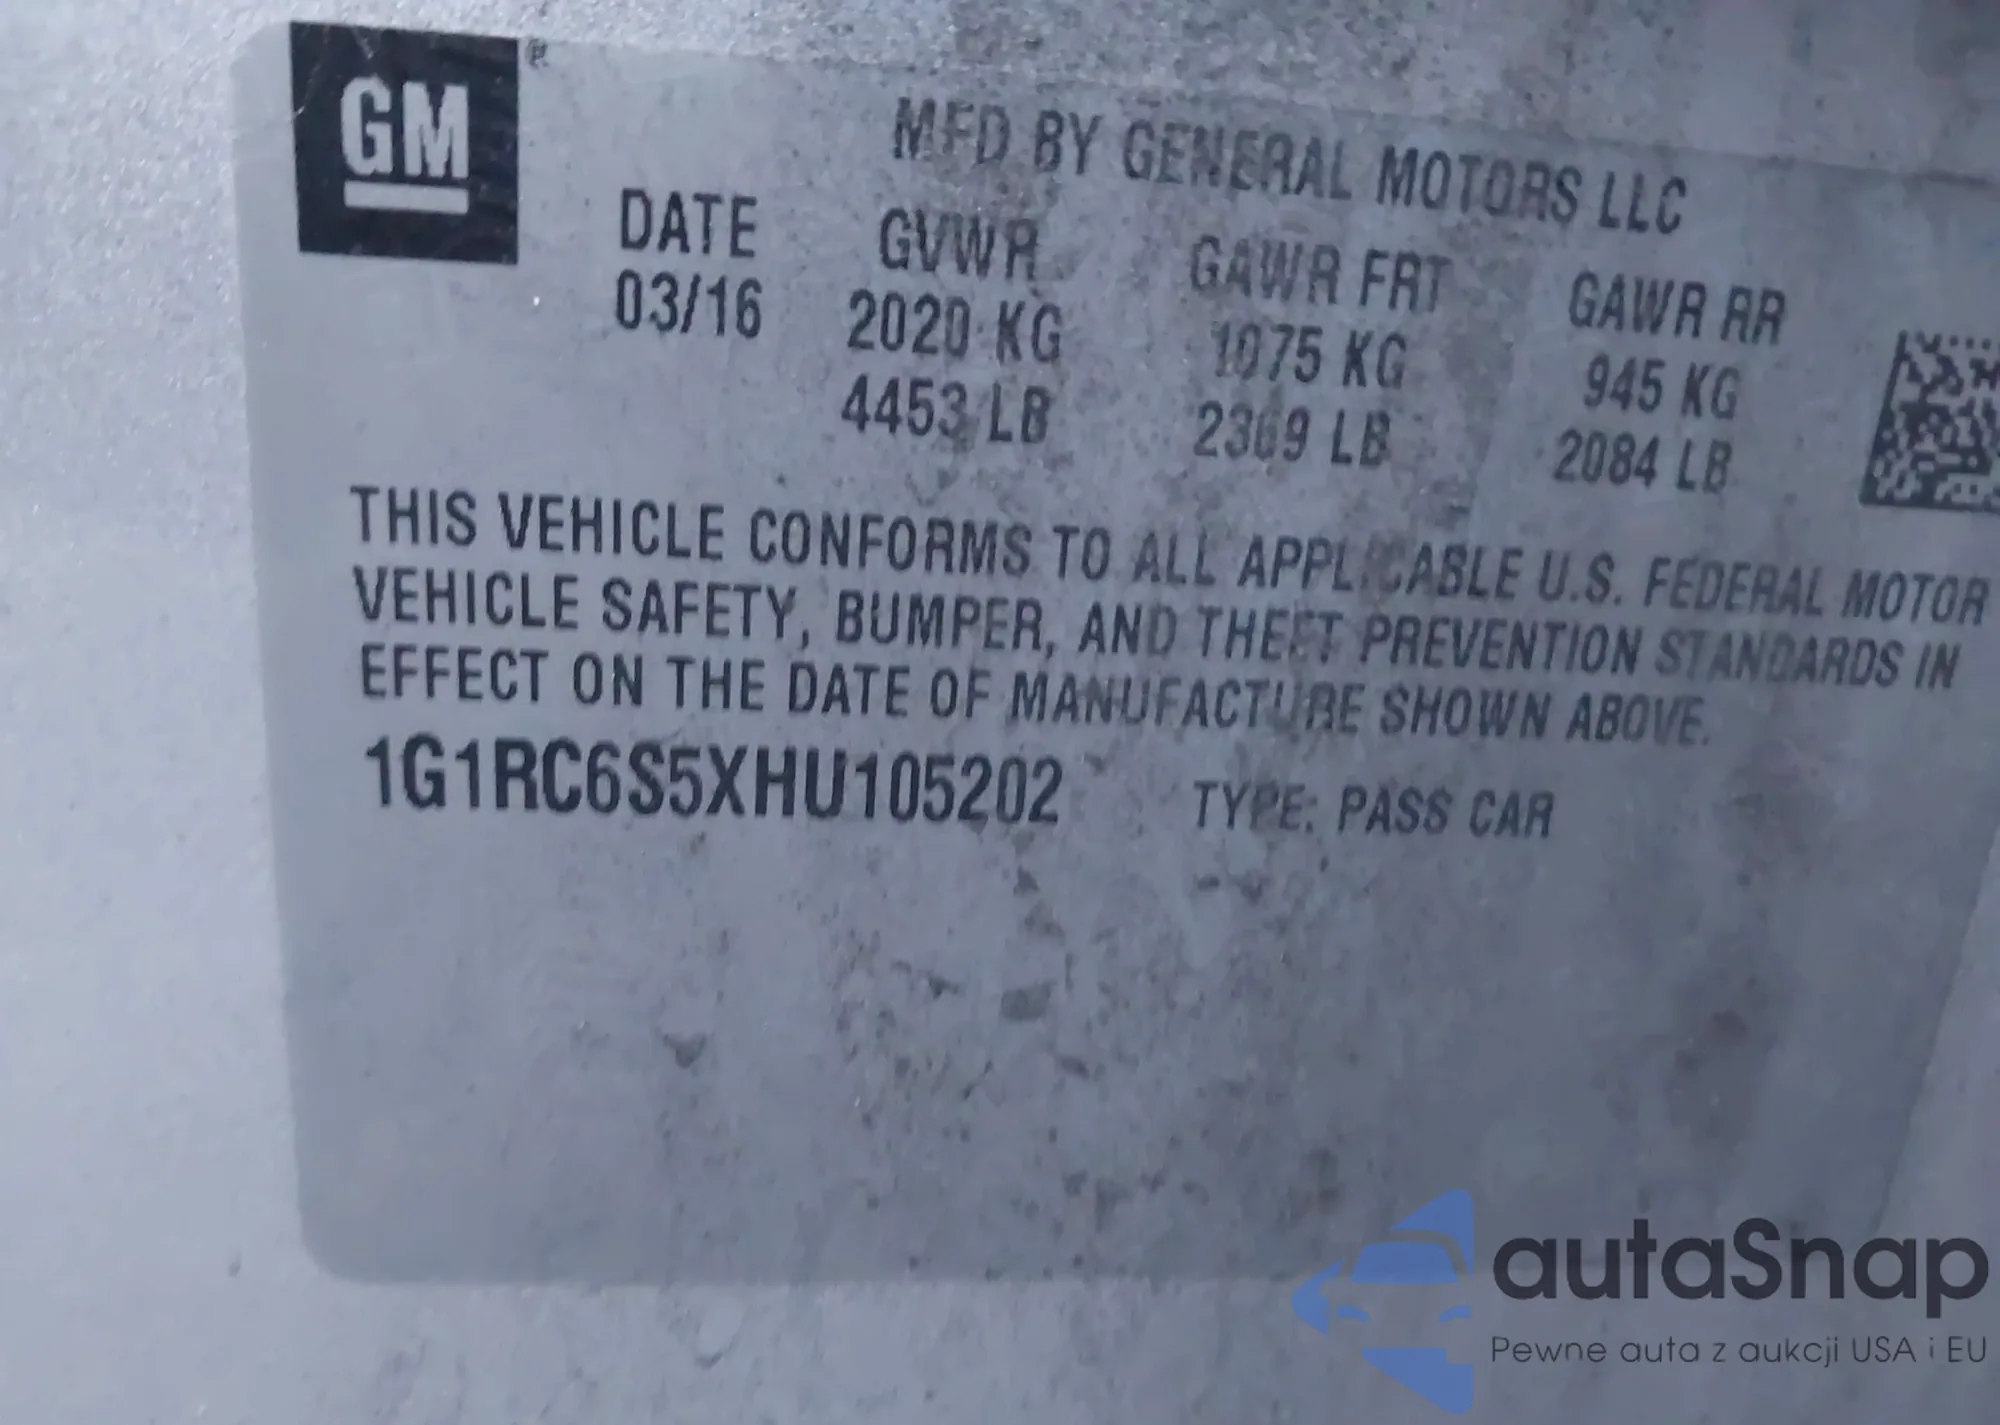 GM
MFD BY GENERAL MOTORS LLC
DATE GVWR GAWR FRT GAWR RR
03/16 2020 KG 1075 KG 945 KG
4453 LB 2369 LB 2084 LB
THIS VEHICLE CONFORMS TO ALL APPLICABLE U.S. FEDERAL MOTOR
VEHICLE SAFETY, BUMPER, AND THEFT PREVENTION STANDARDS IN
EFFECT ON THE DATE OF MANUFACTURE SHOWN ABOVE.
1G1RC6S5XHU105202 TYPE: PASS CAR
autaSnap
Pewne auta z aukcji USA i EU